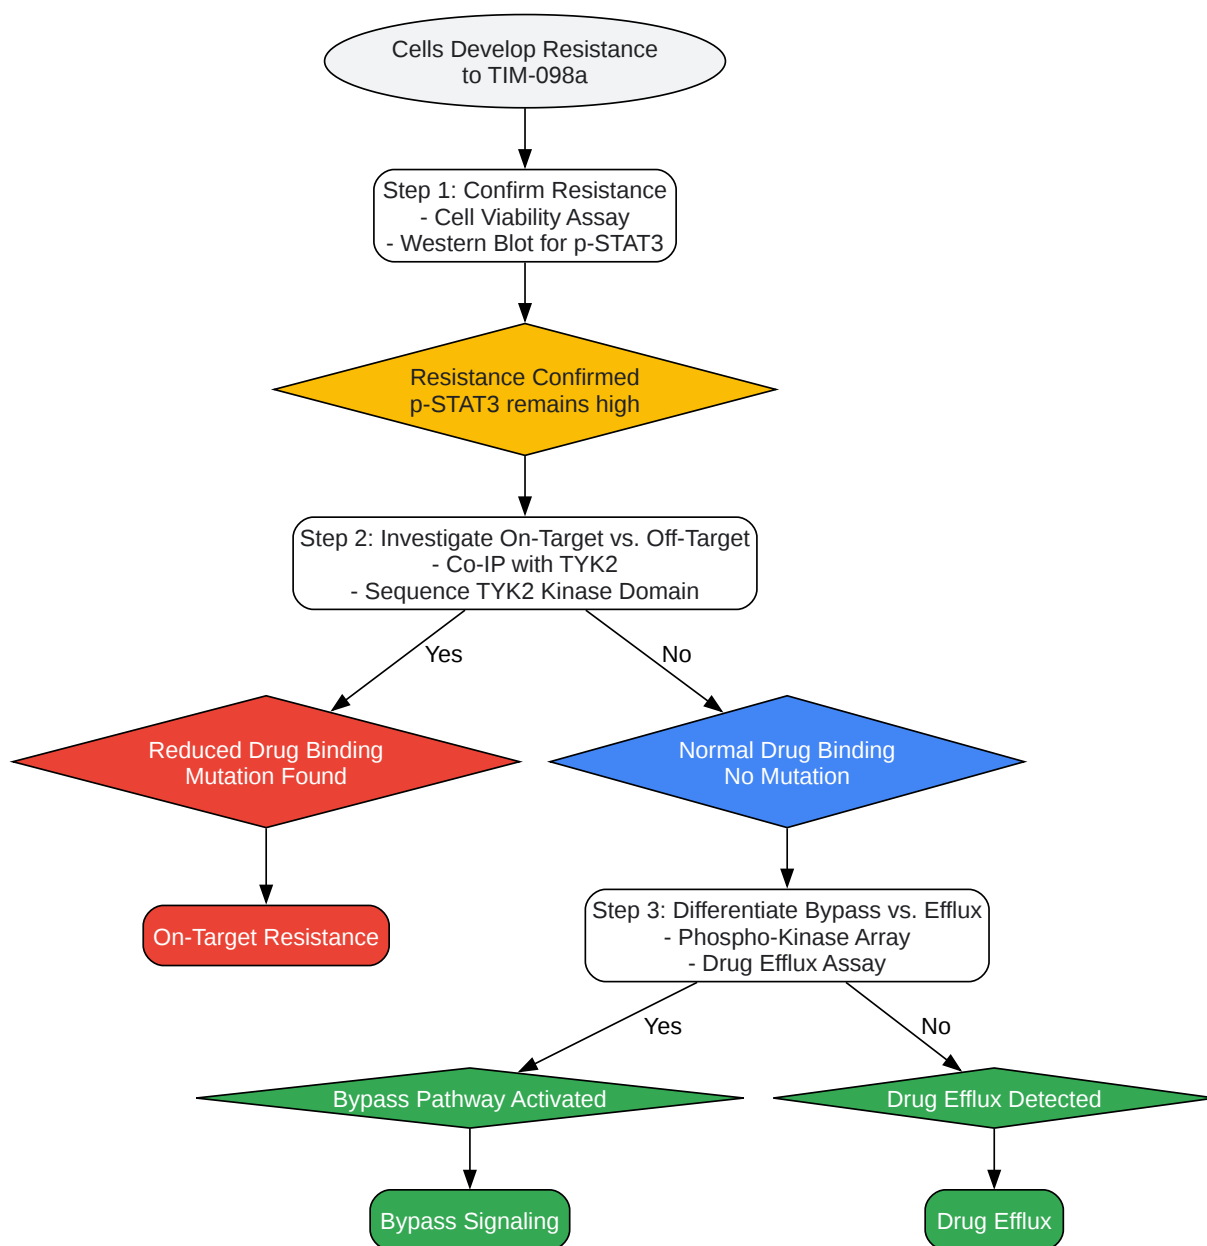 Cells Develop Resistance
to TIM-098a
Step 1: Confirm Resistance
- Cell Viability Assay
- Western Blot for p-STAT3
Resistance Confirmed
p-STAT3 remains high
Step 2: Investigate On-Target vs. Off-Target
- Co-IP with TYK2
- Sequence TYK2 Kinase Domain
Yes
No
Reduced Drug Binding
Mutation Found
Normal Drug Binding
No Mutation
On-Target Resistance
Step 3: Differentiate Bypass vs. Efflux
- Phospho-Kinase Array
- Drug Efflux Assay
Yes
No
Bypass Pathway Activated
Drug Efflux Detected
Bypass Signaling
Drug Efflux